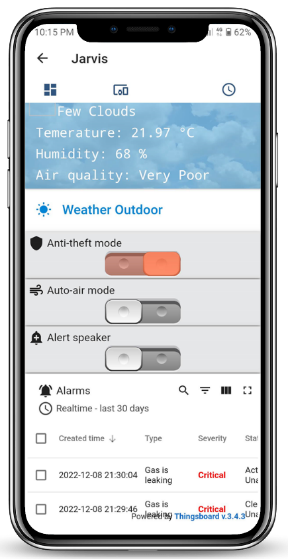 10:15 PM 62%
Jarvis
Few Clouds
Temerature: 21.97 °C
Humidity: 68 %
Air quality: Very Poor
Weather Outdoor
Anti-theft mode
Auto-air mode
Alert speaker
Alarms
Realtime - last 30 days
Created time ↓ Type Severity Stat
2022-12-08 21:30:04 Gas is leaking Critical Act Una
2022-12-08 21:29:46 Gas is leaking Critical Cle Una
Powered by Thingsboard v.3.4.3